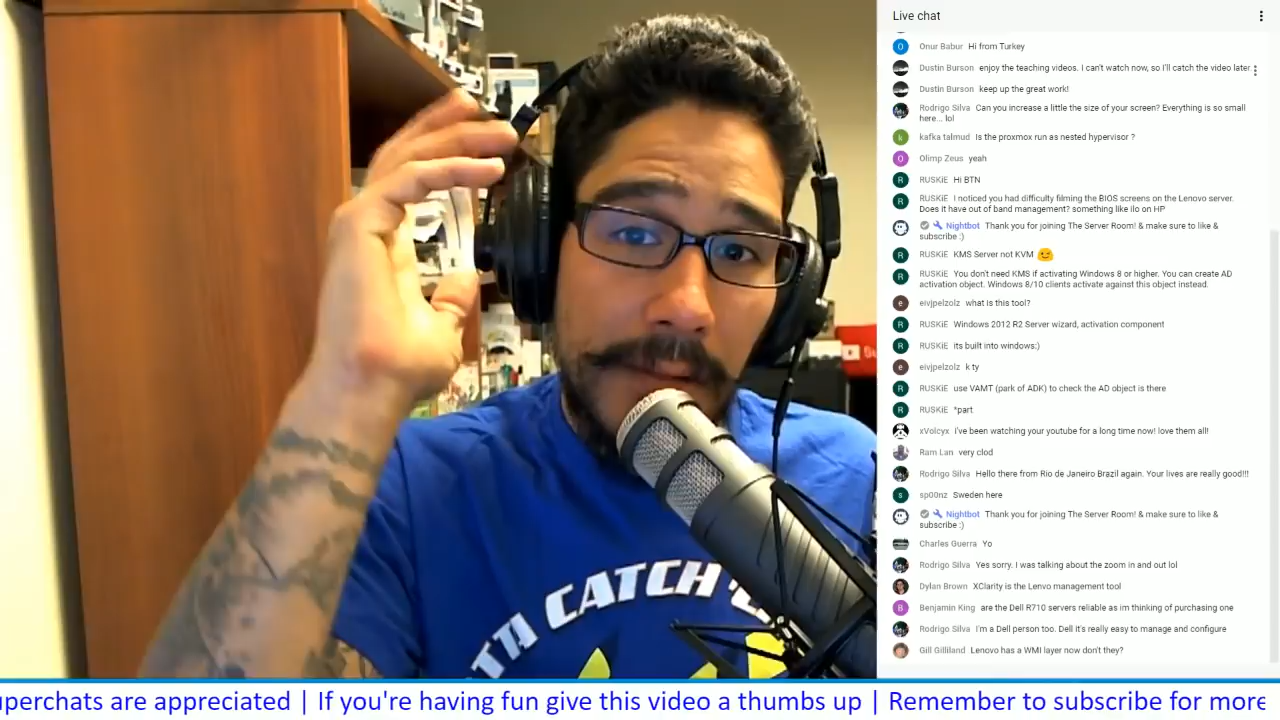 Live chat
Onur Babur Hi from Turkey
Dustin Burson enjoy the teaching videos. I can't watch now, so I'll catch the video later
Dustin Burson keep up the great work!
Rodrigo Silva Can you increase a little the size of your screen? Everything is so small
here... lol
kafka talmud Is the proxmox run as nested hypervisor ?
Olimp Zeus yeah
RUSKiE Hi BTN
RUSKiE I noticed you had difficulty filming the BIOS screens on the Lenovo server.
Does it have out of band management? something like ilo on HP
Nightbot Thank you for joining The Server Room! & make sure to like &
subscribe :)
RUSKiE KMS Server not KVM
RUSKiE You don't need KMS if activating Windows 8 or higher. You can create AD
activation object. Windows 8/10 clients activate against this object instead.
eivjpelzolz what is this tool?
RUSKiE Windows 2012 R2 Server wizard, activation component
RUSKiE its built into windows:)
eivjpelzolz k ty
RUSKiE use VAMT (park of ADK) to check the AD object is there
RUSKiE *part
xVolcyx i've been watching your youtube for a long time now! love them all!
Ram Lan very clod
Rodrigo Silva Hello there from Rio de Janeiro Brazil again. Your lives are really good!!!
sp00nz Sweden here
Nightbot Thank you for joining The Server Room! & make sure to like &
subscribe :)
Charles Guerra Yo
Rodrigo Silva Yes sorry. I was talking about the zoom in and out lol
Dylan Brown XClarity is the Lenvo management tool
Benjamin King are the Dell R710 servers reliable as im thinking of purchasing one
Rodrigo Silva I'm a Dell person too. Dell it's really easy to manage and configure
Gill Gilliland Lenovo has a WMI layer now don't they?
TA CATCH'
uperchats are appreciated | If you're having fun give this video a thumbs up | Remember to subscribe for more